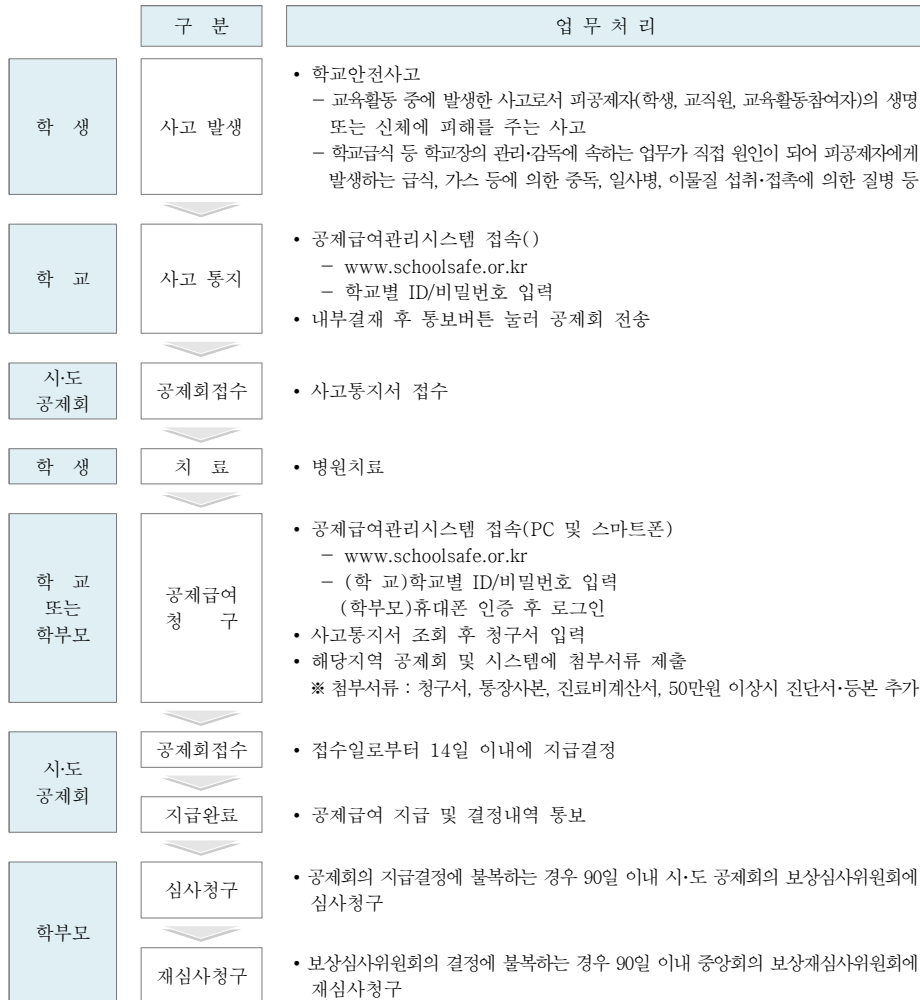 구 분
업 무 처 리
학 생
사고 발생
• 학교안전사고
− 교육활동 중에 발생한 사고로서 피공제자(학생, 교직원, 교육활동참여자)의 생명
또는 신체에 피해를 주는 사고
− 학교급식 등 학교장의 관리·감독에 속하는 업무가 직접 원인이 되어 피공제자에게
발생하는 급식, 가스 등에 의한 중독, 일사병, 이물질 섭취·접촉에 의한 질병 등
학 교
사고 통지
• 공제급여관리시스템 접속()
− www.schoolsafe.or.kr
− 학교별 ID/비밀번호 입력
• 내부결재 후 통보버튼 눌러 공제회 전송
시·도
공제회
공제회접수
• 사고통지서 접수
학 생
치 료
• 병원치료
학 교
또는
학부모
공제급여
청 구
• 공제급여관리시스템 접속(PC 및 스마트폰)
− www.schoolsafe.or.kr
− (학 교)학교별 ID/비밀번호 입력
(학부모)휴대폰 인증 후 로그인
• 사고통지서 조회 후 청구서 입력
• 해당지역 공제회 및 시스템에 첨부서류 제출
※ 첨부서류 : 청구서, 통장사본, 진료비계산서, 50만원 이상시 진단서·등본 추가
시·도
공제회
공제회접수
• 접수일로부터 14일 이내에 지급결정
지급완료
• 공제급여 지급 및 결정내역 통보
학부모
심사청구
• 공제회의 지급결정에 불복하는 경우 90일 이내 시·도 공제회의 보상심사위원회에
심사청구
재심사청구
• 보상심사위원회의 결정에 불복하는 경우 90일 이내 중앙회의 보상재심사위원회에
재심사청구